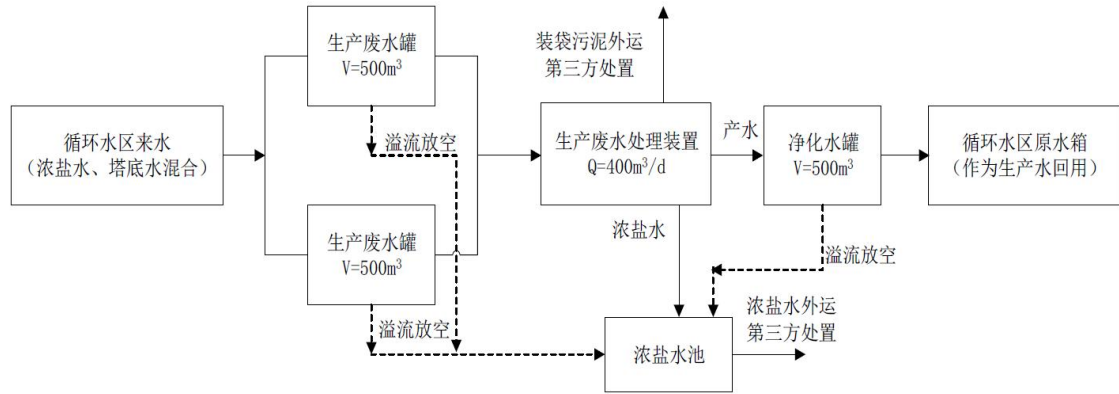 循环水区来水
(浓盐水、塔底水混合)
生产废水罐
V=500m³
溢流放空
生产废水罐
V=500m³
溢流放空
装袋污泥外运
第三方处置
生产废水处理装置
Q=400m³/d
产水
净化水罐
V=500m³
循环水区原水箱
(作为生产水回用)
浓盐水
溢流放空
浓盐水池
浓盐水外运
第三方处置